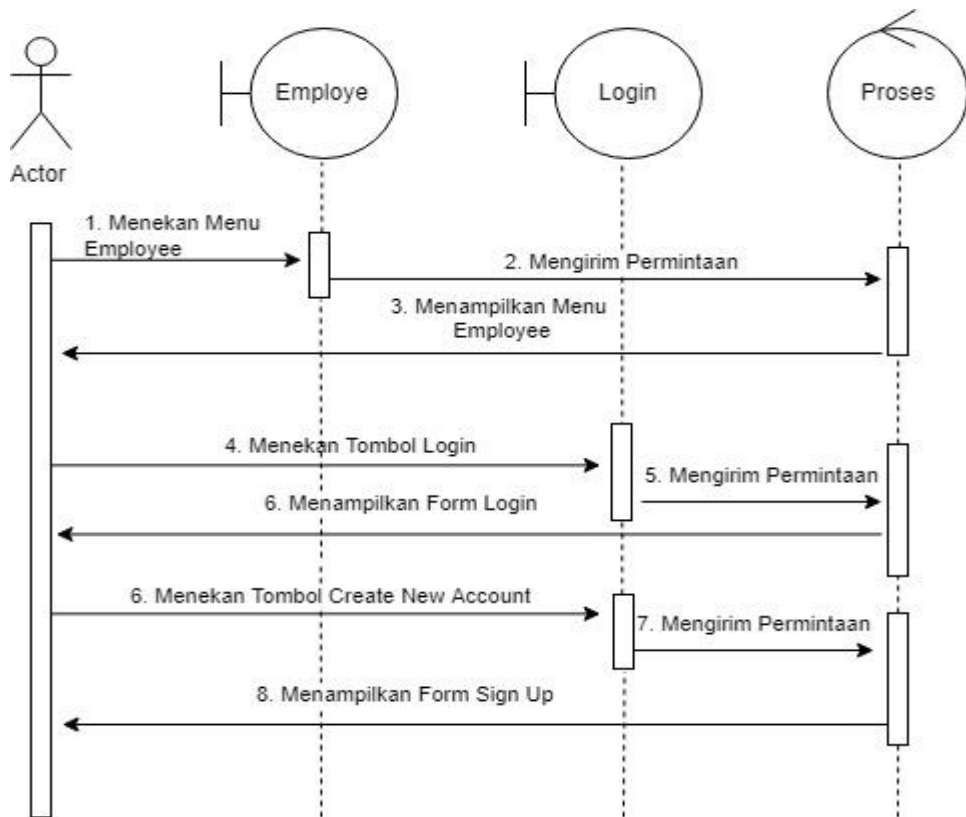 Employe
Login
Proses
Actor
1. Menekan Menu
Employee
2. Mengirim Permintaan
3. Menampilkan Menu
Employee
4. Menekan Tombol Login
5. Mengirim Permintaan
6. Menampilkan Form Login
6. Menekan Tombol Create New Account
7. Mengirim Permintaan
8. Menampilkan Form Sign Up